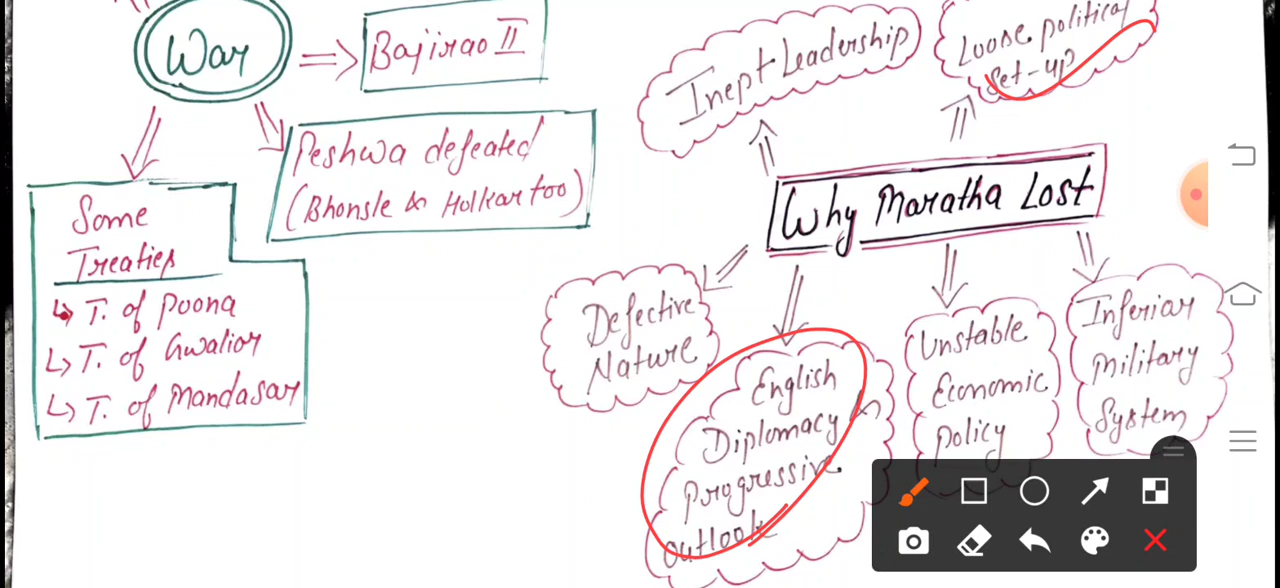 War
Bajirao II
Peshwa defeated
(Bhonsle & Holkar too)
Some
Treaties
T. of Poona
T. of Gwalior
T. of Mandasar
Inept Leadership
Loose political
Set-up
Why Maratha Lost
Defective
Nature
English
Diplomacy &
Progressive
outlook
Unstable
Economic
Policy
Inferiar
Military
System